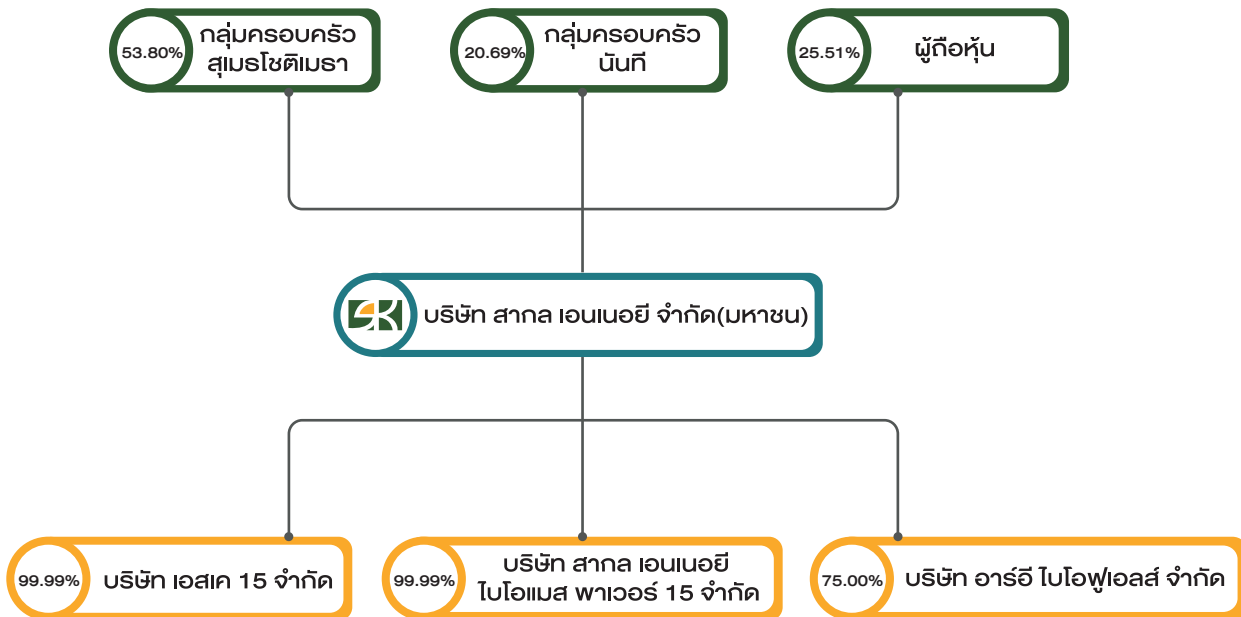 53.80%
กลุ่มครอบครัว
สุเมธโชติเมธา
20.69%
กลุ่มครอบครัว
นันที
25.51%
ผู้ถือหุ้น
SK
บริษัท สากล เอนเนอยี จำกัด(มหาชน)
99.99%
บริษัท เอสเค 15 จำกัด
99.99%
บริษัท สากล เอนเนอยี
ไบโอแมส พาเวอร์ 15 จำกัด
75.00%
บริษัท อาร์อี ไบโอฟูเอลส์ จำกัด